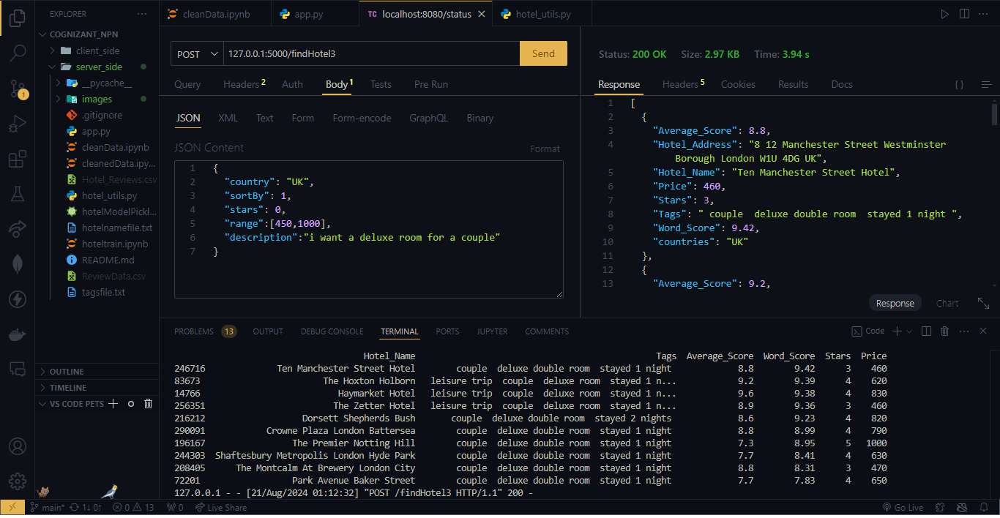 EXPLORER
COGNIZANT_NPN
client_side
server_side
__pycache__
images
.gitignore
app.py
cleanData.ipynb
cleanedData.ipy...
Hotel_Reviews.csv
hotel_utils.py
hotelModelPickl...
hotelnamefile.txt
hoteltrain.ipynb
README.md
ReviewData.csv
tagsfile.txt
OUTLINE
TIMELINE
VS CODE PETS
1
cleanData.ipynb
app.py
TC localhost:8080/status
hotel_utils.py
POST 127.0.0.1:5000/findHotel3 Send
Query Headers 2 Auth Body 1 Tests Pre Run
JSON XML Text Form Form-encode GraphQL Binary
JSON Content Format
1 {
2 "country": "UK",
3 "sortBy": 1,
4 "stars": 0,
5 "range":[450,1000],
6 "description":"i want a deluxe room for a couple"
7 }
Status: 200 OK Size: 2.97 KB Time: 3.94 s
Response Headers 5 Cookies Results Docs { }
1 [
2 {
3 "Average_Score": 8.8,
4 "Hotel_Address": "8 12 Manchester Street Westminster
Borough London W1U 4DG UK",
5 "Hotel_Name": "Ten Manchester Street Hotel",
6 "Price": 460,
7 "Stars": 3,
8 "Tags": " couple  deluxe double room  stayed 1 night ",
9 "Word_Score": 9.42,
10 "countries": "UK"
11 },
12 {
13 "Average_Score": 9.2,
Response Chart
PROBLEMS 13 OUTPUT DEBUG CONSOLE TERMINAL PORTS JUPYTER COMMENTS Code
Hotel_Name Tags Average_Score Word_Score Stars Price
246716 Ten Manchester Street Hotel couple deluxe double room stayed 1 night 8.8 9.42 3 460
83673 The Hoxton Holborn leisure trip couple deluxe room stayed 1 n... 9.2 9.39 4 620
14766 Haymarket Hotel leisure trip couple deluxe room stayed 1 n... 9.6 9.38 4 830
256351 The Zetter Hotel leisure trip couple deluxe room stayed 1 n... 8.9 9.36 3 460
216212 Dorsett Shepherds Bush couple deluxe double room stayed 2 nights 8.6 9.23 4 820
290091 Crowne Plaza London Battersea couple deluxe double room stayed 1 night 8.8 8.99 4 790
196167 The Premier Notting Hill couple deluxe double room stayed 1 night 7.3 8.95 5 1000
244303 Shaftesbury Metropolis London Hyde Park couple deluxe double room stayed 1 night 7.7 8.41 4 630
208405 The Montcalm At Brewery London City couple deluxe double room stayed 1 night 8.8 8.31 3 470
72201 Park Avenue Baker Street couple deluxe double room stayed 1 night 7.7 7.83 4 650
127.0.0.1 - - [21/Aug/2024 01:12:32] "POST /findHotel3 HTTP/1.1" 200 -
main* 1↓ 0↑ 0 13 0 Live Share Go Live